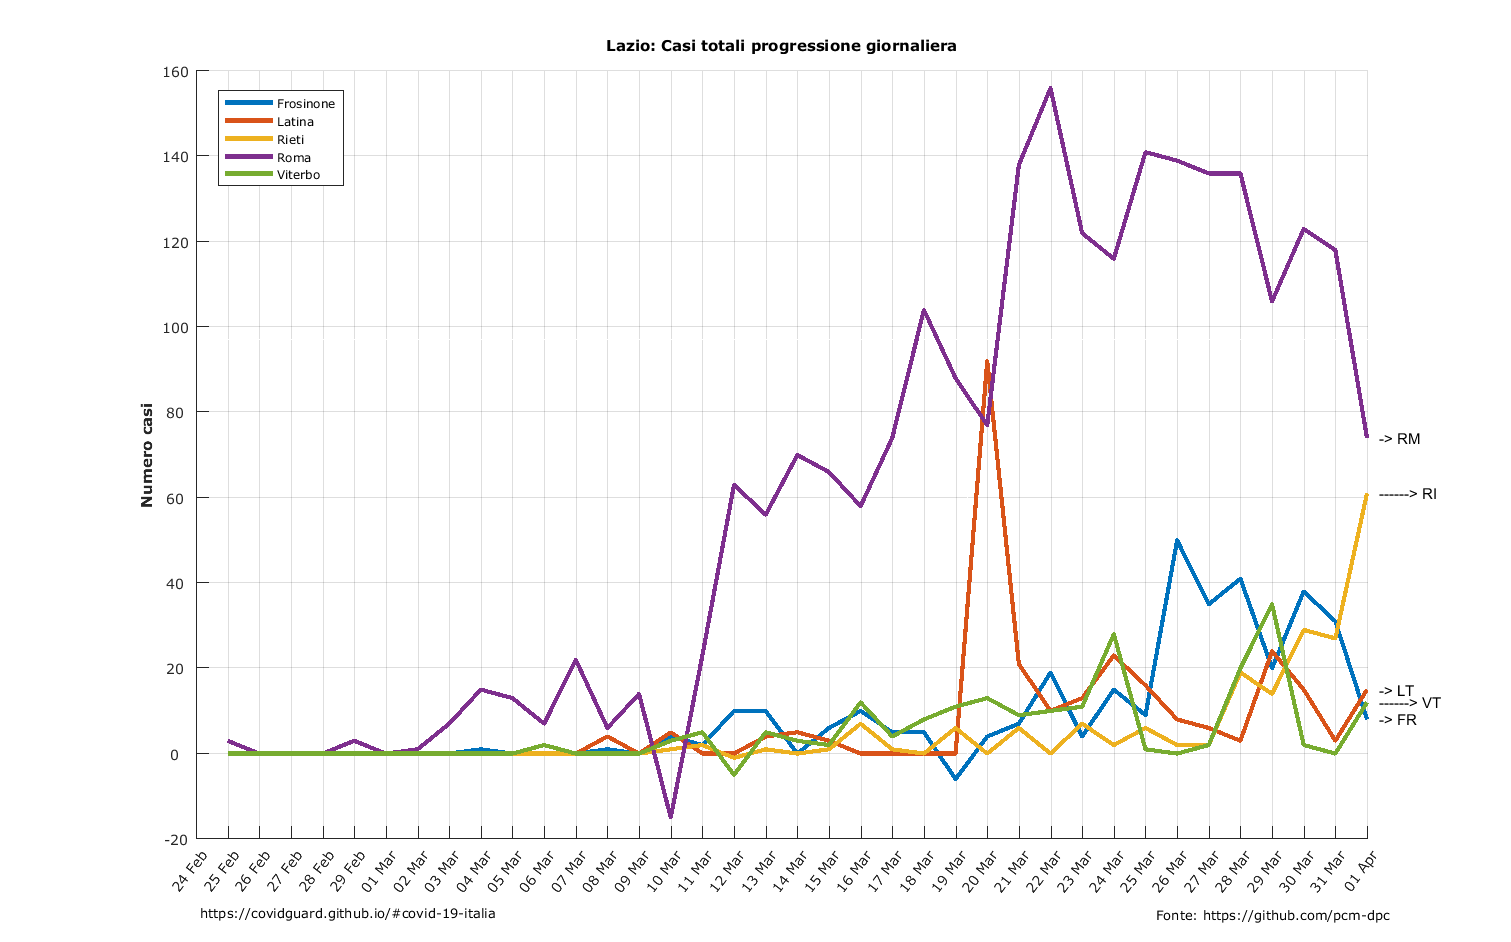 Lazio: Casi totali progressione giornaliera
160
140
120
100
80
60
40
20
0
-20
Numero casi
Frosinone
Latina
Rieti
Roma
Viterbo
-> RM
------> RI
-> LT
------> VT
-> FR
24 Feb
25 Feb
26 Feb
27 Feb
28 Feb
29 Feb
01 Mar
02 Mar
03 Mar
04 Mar
05 Mar
06 Mar
07 Mar
08 Mar
09 Mar
10 Mar
11 Mar
12 Mar
13 Mar
14 Mar
15 Mar
16 Mar
17 Mar
18 Mar
19 Mar
20 Mar
21 Mar
22 Mar
23 Mar
24 Mar
25 Mar
26 Mar
27 Mar
28 Mar
29 Mar
30 Mar
31 Mar
01 Apr
https://covidguard.github.io/#covid-19-italia
Fonte: https://github.com/pcm-dpc